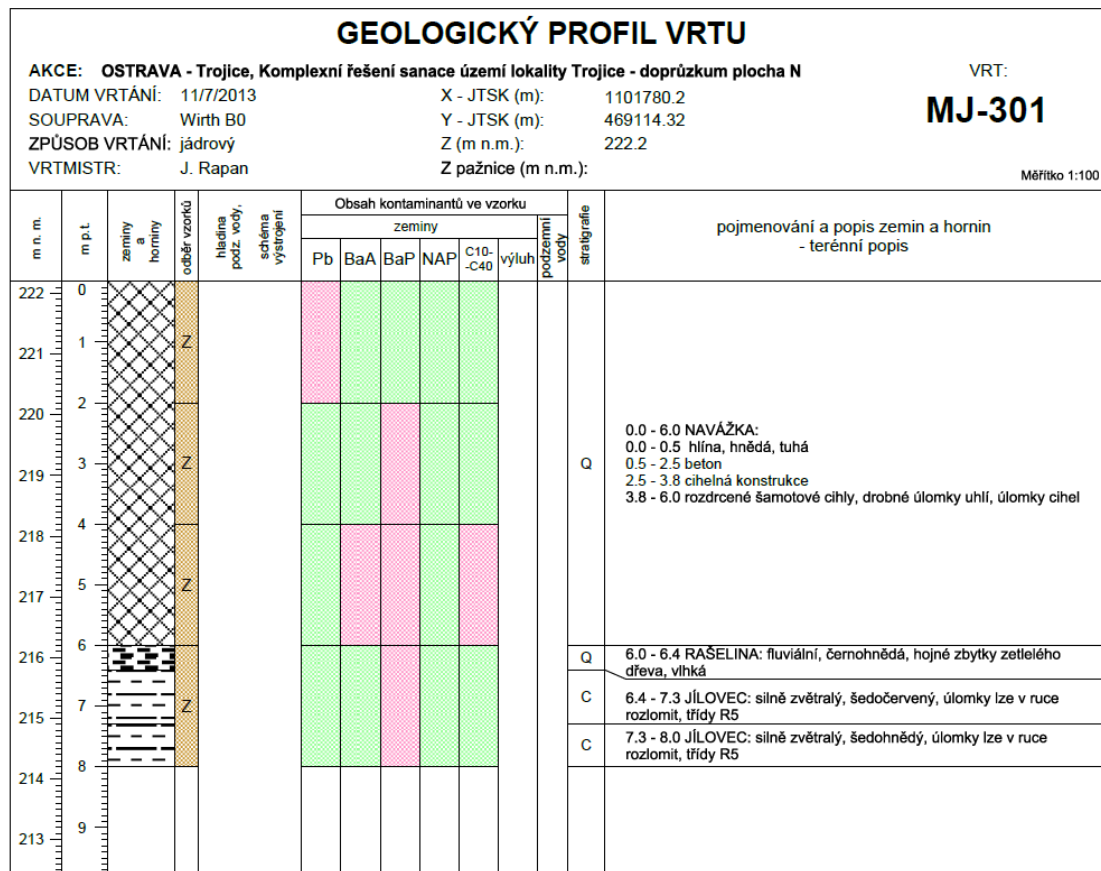 GEOLOGICKÝ PROFIL VRTU
AKCE: OSTRAVA - Trojice, Komplexní řešení sanace území lokality Trojice - doprůzkum plocha N
VRT:
DATUM VRTÁNÍ: 11/7/2013
X - JTSK (m): 1101780.2
MJ-301
SOUPRAVA: Wirth B0
Y - JTSK (m): 469114.32
ZPŮSOB VRTÁNÍ: jádrový
Z (m n.m.): 222.2
VRTMISTR: J. Rapan
Z pažnice (m n.m.):
Měřítko 1:100
m n. m.
m p.t.
zeminy
a
horniny
odběr vzorků
hladina
podz. vody,
schéma
výstrojení
Obsah kontaminantů ve vzorku
zeminy
Pb BaA BaP NAP C10-
-C40 výluh
podzemní
vody
stratigrafie
pojmenování a popis zemin a hornin
- terénní popis
222 0
221 1 Z
220 2
219 3 Z
218 4
217 5 Z
216 6
215 7 Z
214 8
213 9
Q
0.0 - 6.0 NAVÁŽKA:
0.0 - 0.5 hlína, hnědá, tuhá
0.5 - 2.5 beton
2.5 - 3.8 cihelná konstrukce
3.8 - 6.0 rozdrcené šamotové cihly, drobné úlomky uhlí, úlomky cihel
Q
6.0 - 6.4 RAŠELINA: fluviální, černohnědá, hojné zbytky zetlelého
dřeva, vlhká
C
6.4 - 7.3 JÍLOVEC: silně zvětralý, šedočervený, úlomky lze v ruce
rozlomit, třídy R5
C
7.3 - 8.0 JÍLOVEC: silně zvětralý, šedohnědý, úlomky lze v ruce
rozlomit, třídy R5